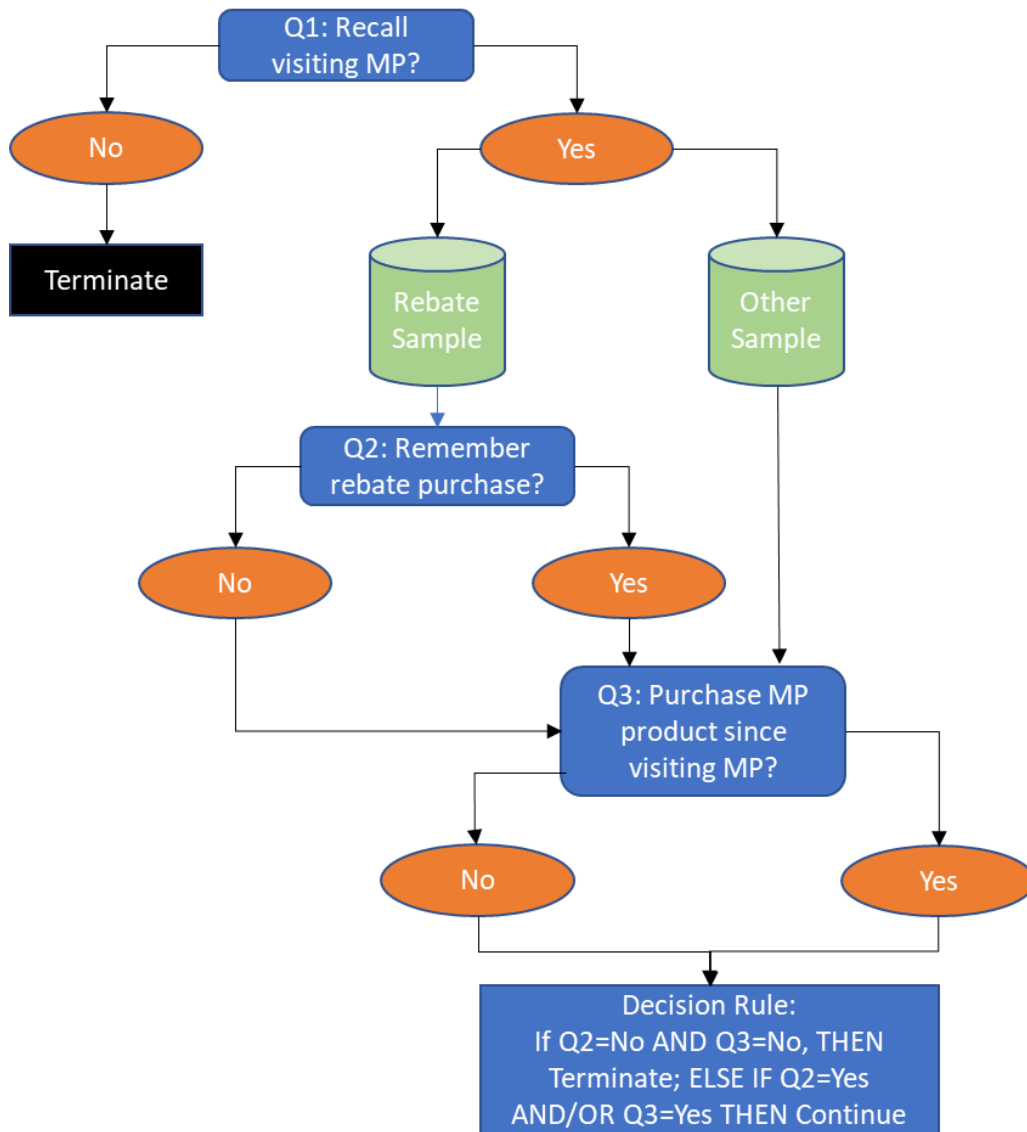 Q1: Recall
visiting MP?
No
Yes
Terminate
Rebate
Sample
Other
Sample
Q2: Remember
rebate purchase?
No
Yes
Q3: Purchase MP
product since
visiting MP?
No
Yes
Decision Rule:
If Q2=No AND Q3=No, THEN
Terminate; ELSE IF Q2=Yes
AND/OR Q3=Yes THEN Continue